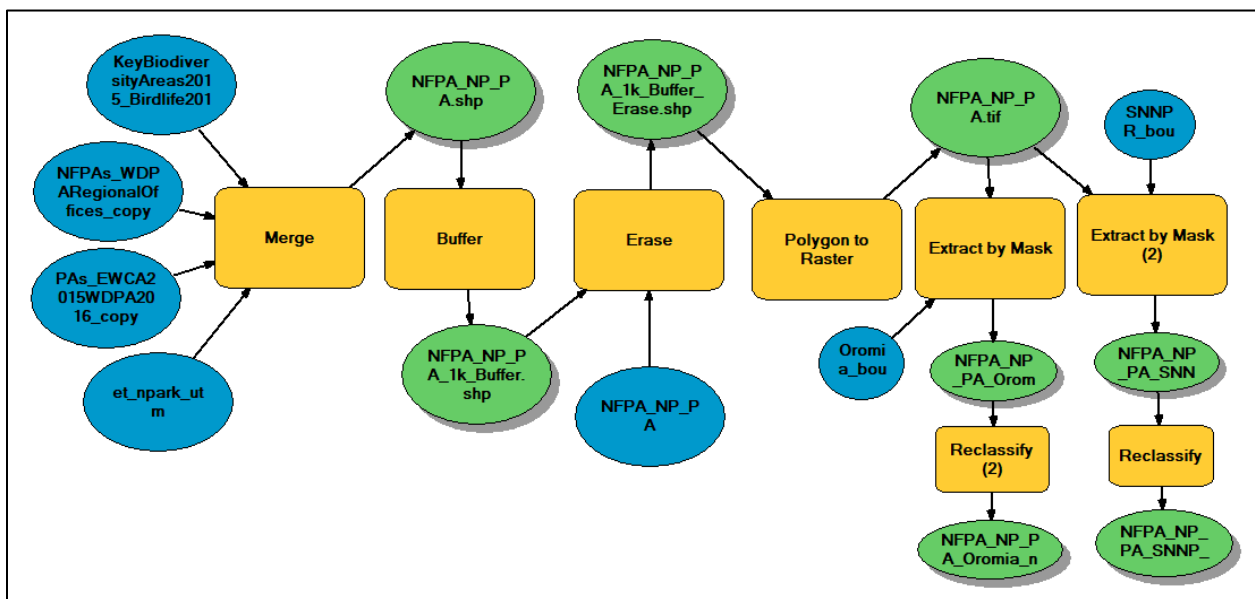 KeyBiodiver
sityAreas201
5_Birdlife201
NFPAs_WDP
ARegionalOf
fices_copy
PAs_EWCA2
015WDPA20
16_copy
et_npark_ut
m
Merge
NFPA_NP_P
A.shp
Buffer
NFPA_NP_P
A_1k_Buffer.
shp
NFPA_NP_P
A_1k_Buffer_
Erase.shp
Erase
NFPA_NP_P
A
Polygon to
Raster
NFPA_NP_P
A.tif
Extract by Mask
Oromi
a_bou
NFPA_NP
_PA_Orom
Reclassify
(2)
NFPA_NP_P
A_Oromia_n
SNNP
R_bou
Extract by Mask
(2)
NFPA_NP
_PA_SNN
Reclassify
NFPA_NP_
PA_SNNP_